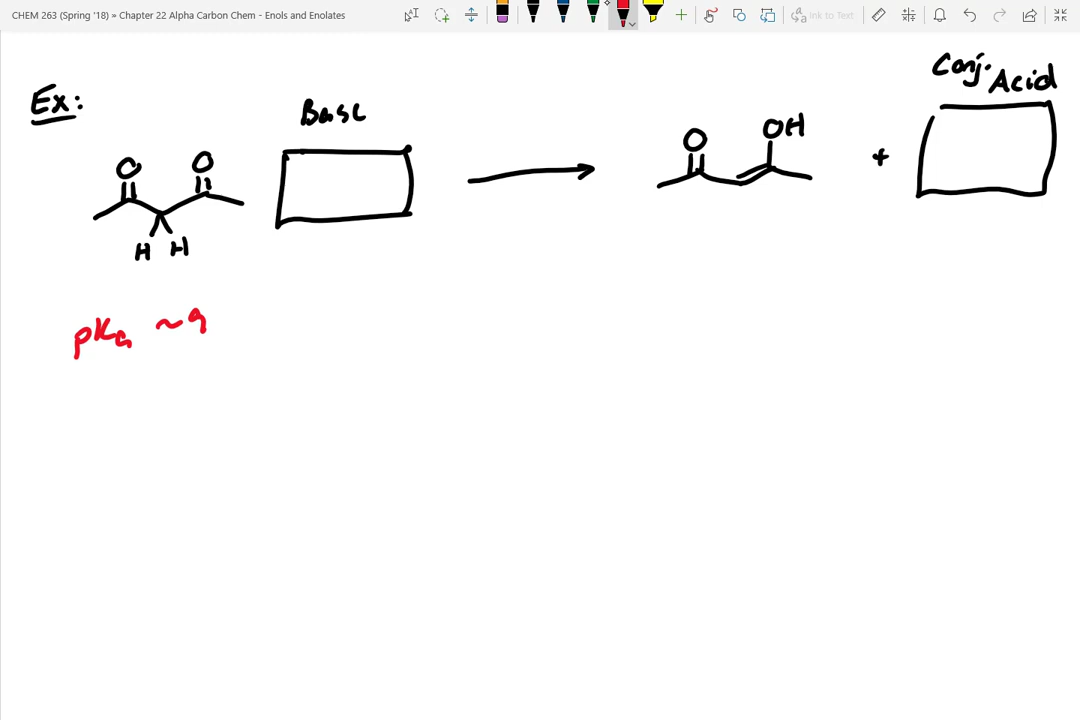 CHEM 263 (Spring '18) » Chapter 22 Alpha Carbon Chem - Enols and Enolates
Ink to Text
Ex:
Base
Conj. Acid
O O
H H
O OH
+
pKa ~9